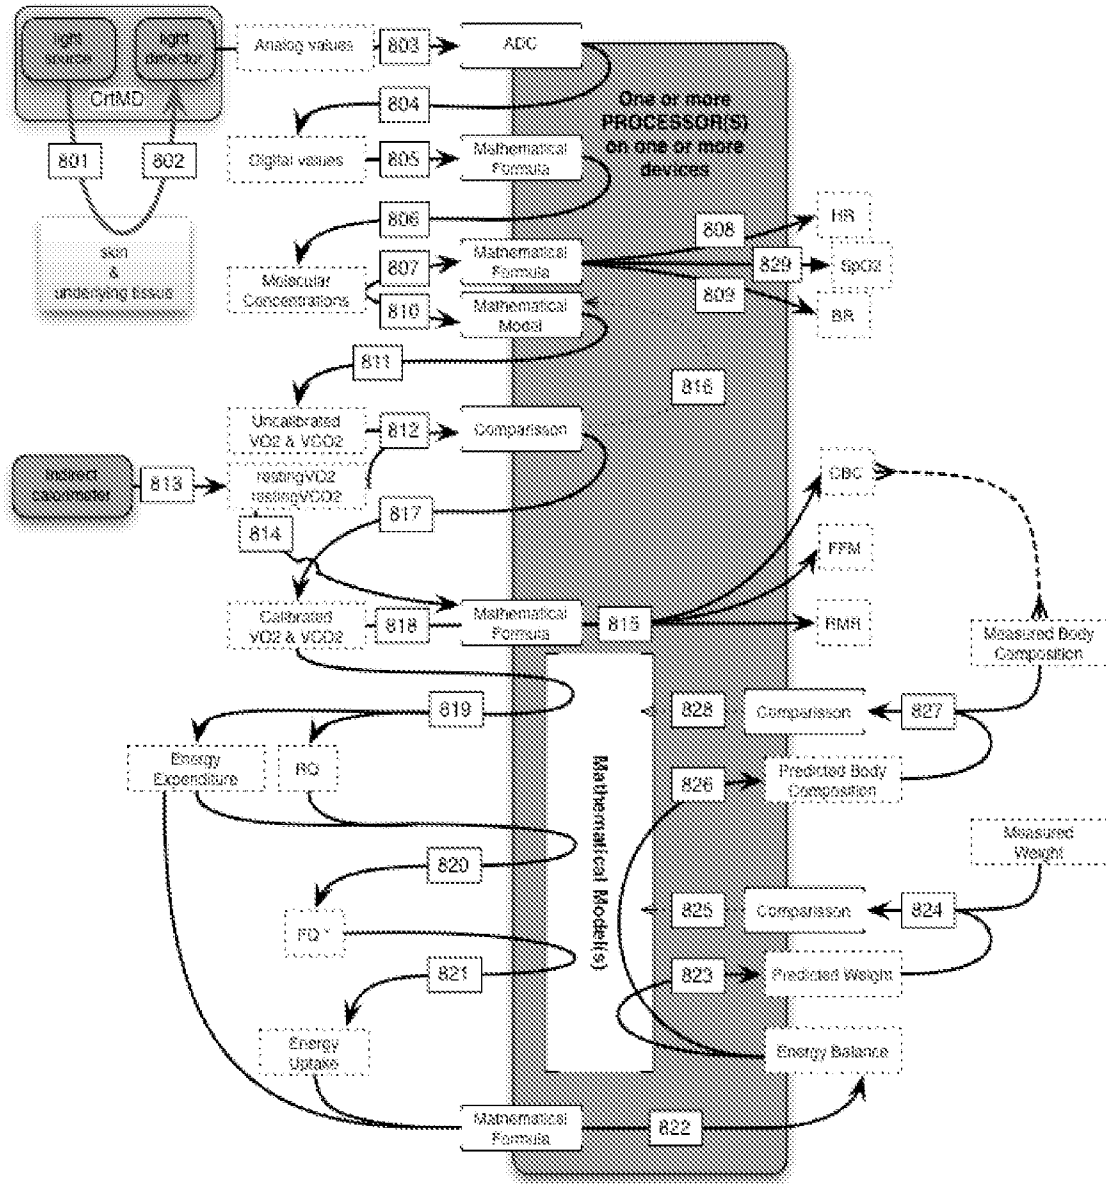 light
source
light
detector
CrtMD
Analog values
803
ADC
804
One or more
PROCESSOR(S)
on one or more
devices
801
802
Digital values
805
Mathematical
Formula
806
808
HR
skin
&
underlying tissue
Molecular
Concentrations
807
Mathematical
Formula
829
SpO2
810
Mathematical
Model
809
BR
811
816
Uncalibrated
VO2 & VCO2
812
Comparisson
Indirect
calorimeter
813
restingVO2
restingVCO2
CBC
814
817
FFM
Calibrated
VO2 & VCO2
818
Mathematical
Formula
815
RMR
Measured Body
Composition
819
828
Comparisson
827
Energy
Expenditure
RQ
Mathematical Model(s)
826
Predicted Body
Composition
Measured
Weight
820
825
Comparisson
824
FQ *
821
823
Predicted Weight
Energy
Uptake
Energy Balance
Mathematical
Formula
822